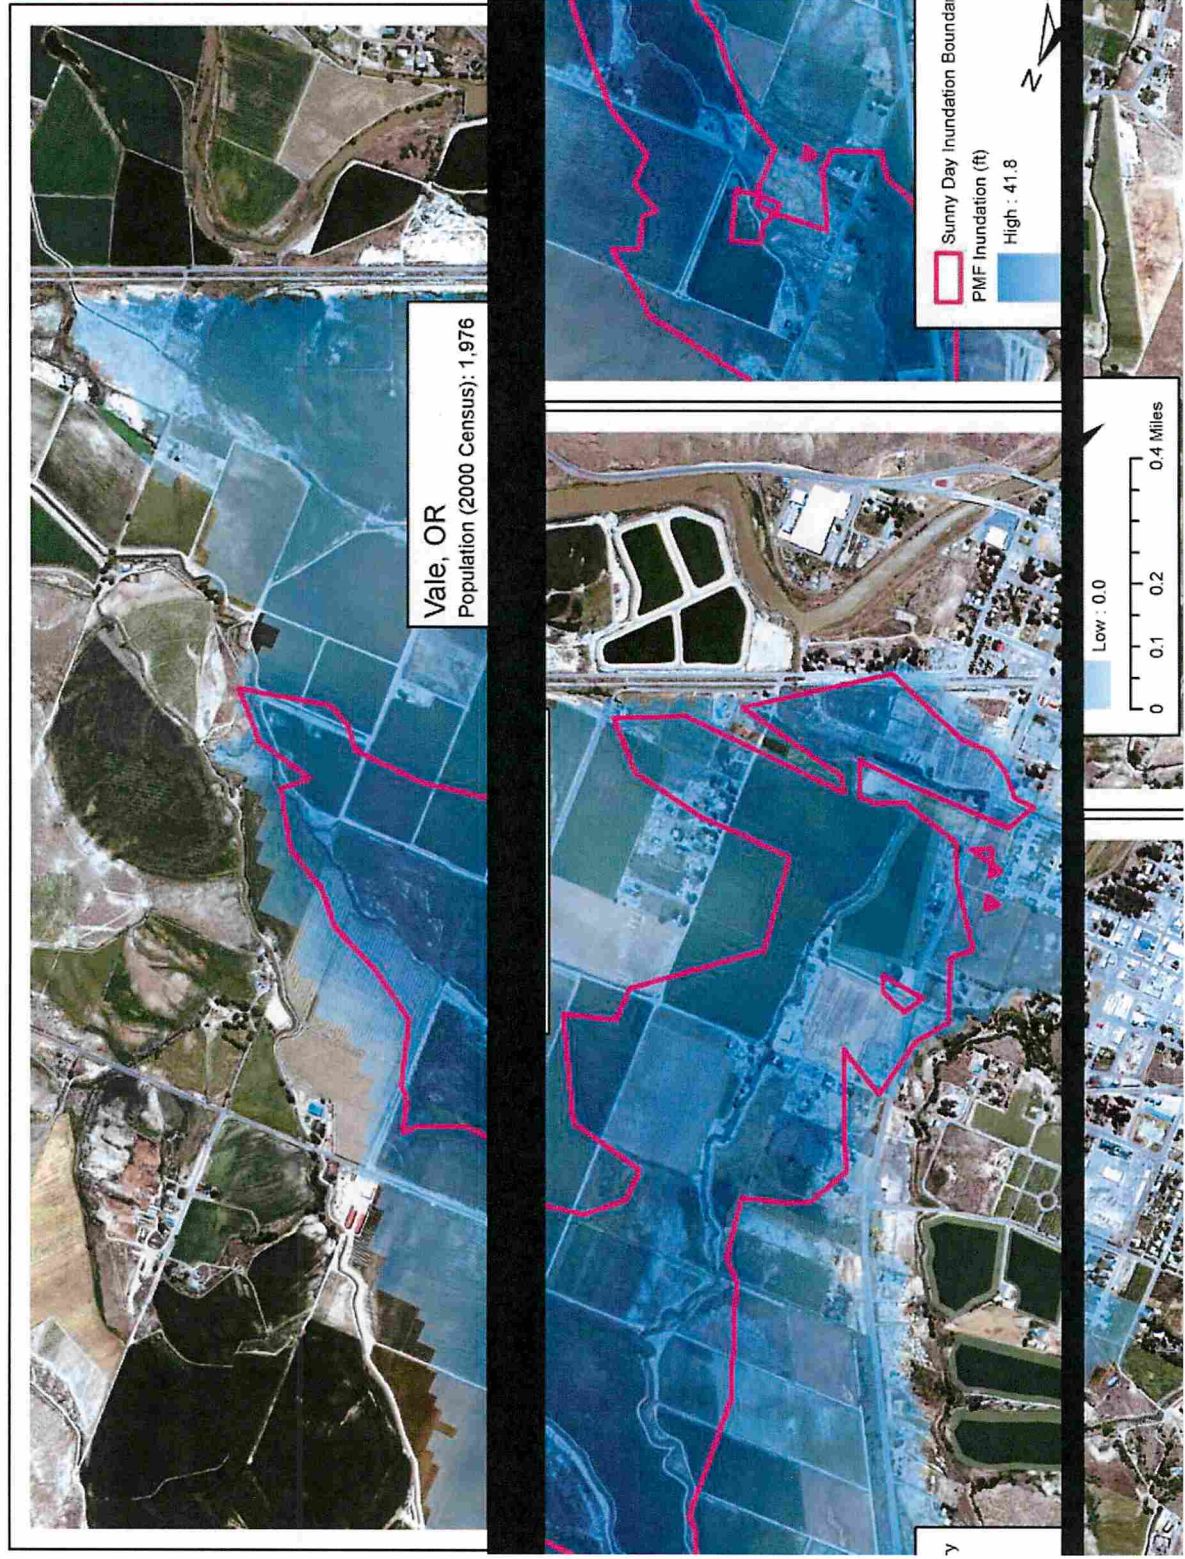 Vale, OR
Population (2000 Census): 1,976
Sunny Day Inundation Boundar
PMF Inundation (ft)
High : 41.8
N
Low : 0.0
0 0.1 0.2 0.4 Miles
y